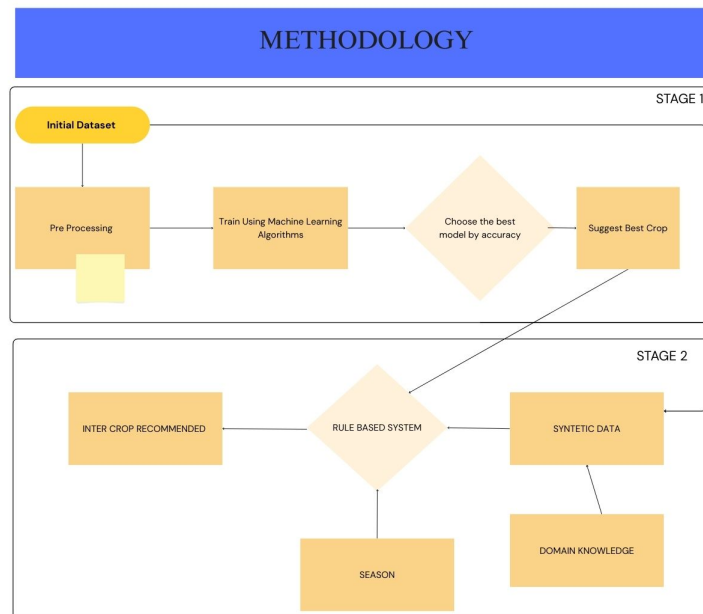 METHODOLOGY
STAGE 1
Initial Dataset
Pre Processing
Train Using Machine Learning
Algorithms
Choose the best
model by accuracy
Suggest Best Crop
STAGE 2
INTER CROP RECOMMENDED
RULE BASED SYSTEM
SYNTETIC DATA
DOMAIN KNOWLEDGE
SEASON